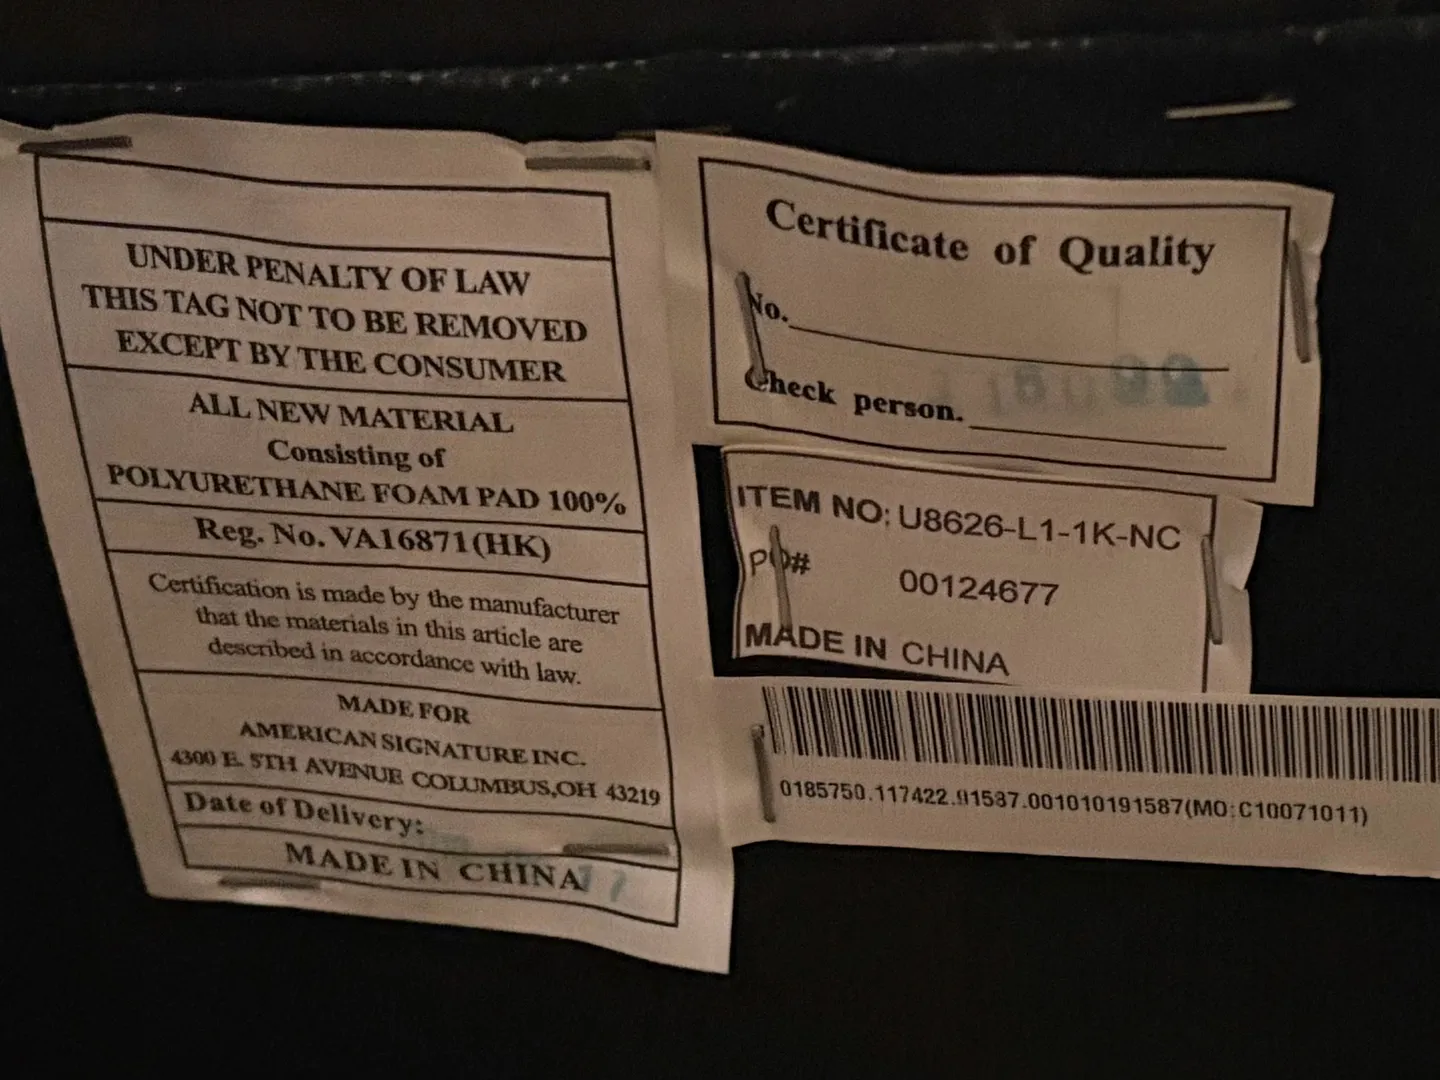 UNDER PENALTY OF LAW
THIS TAG NOT TO BE REMOVED
EXCEPT BY THE CONSUMER
ALL NEW MATERIAL
Consisting of
POLYURETHANE FOAM PAD 100%
Reg. No. VA16871(HK)
Certification is made by the manufacturer
that the materials in this article are
described in accordance with law.
MADE FOR
AMERICAN SIGNATURE INC.
4300 E. 5TH AVENUE COLUMBUS,OH 43219
Date of Delivery:
MADE IN CHINA
Certificate of Quality
No.
Check person.
ITEM NO: U8626-L1-1K-NC
PO# 00124677
MADE IN CHINA
0185750.117422.91587.001010191587(MO:C10071011)